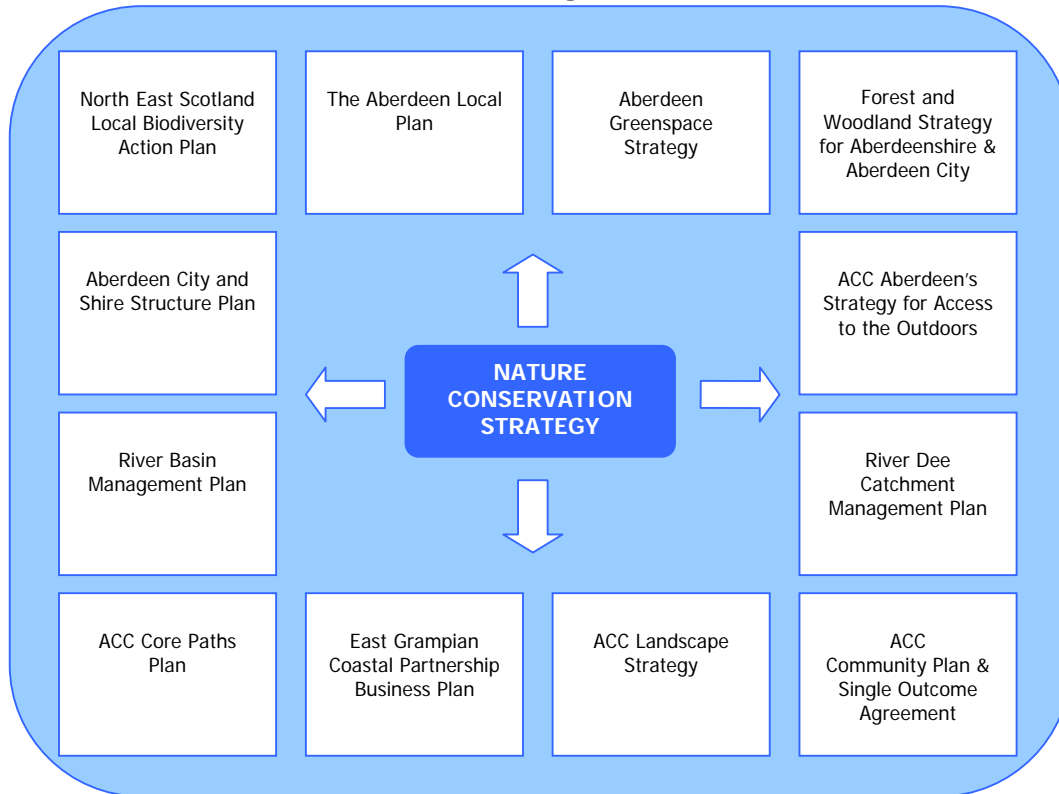 North East Scotland
Local Biodiversity
Action Plan
The Aberdeen Local
Plan
Aberdeen
Greenspace
Strategy
Forest and
Woodland Strategy
for Aberdeenshire &
Aberdeen City
Aberdeen City and
Shire Structure Plan
ACC Aberdeen's
Strategy for Access
to the Outdoors
NATURE
CONSERVATION
STRATEGY
River Basin
Management Plan
River Dee
Catchment
Management Plan
ACC Core Paths
Plan
East Grampian
Coastal Partnership
Business Plan
ACC Landscape
Strategy
ACC
Community Plan &
Single Outcome
Agreement